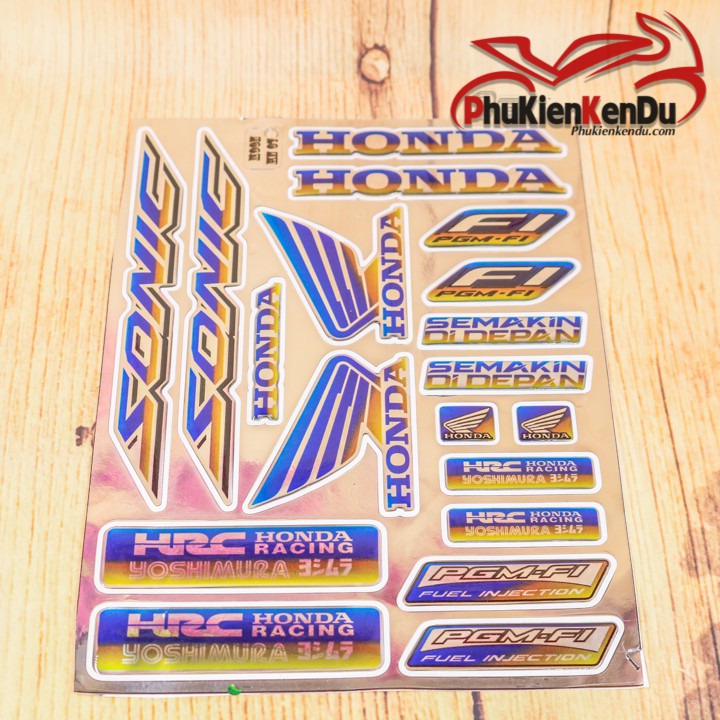 PhuKienKenDu
Phukienkendu.com
HONDA
HONDA
SONIC
SONIC
HONDA
HONDA
HONDA
FI
PGM-FI
FI
PGM-FI
SEMAKIN
DI DEPAN
SEMAKIN
DI DEPAN
HONDA
HONDA
HRC HONDA RACING
YOSHIMURA ヨシムラ
HRC HONDA RACING
YOSHIMURA ヨシムラ
HRC HONDA
RACING
YOSHIMURA ヨシムラ
HRC HONDA
RACING
YOSHIMURA ヨシムラ
PGM-FI
FUEL INJECTION
PGM-FI
FUEL INJECTION